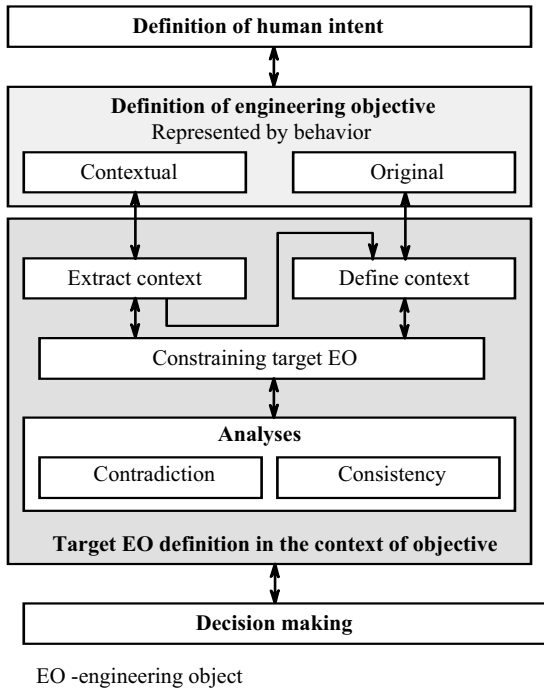 Definition of human intent
Definition of engineering objective
Represented by behavior
Contextual
Original
Extract context
Define context
Constraining target EO
Analyses
Contradiction
Consistency
Target EO definition in the context of objective
Decision making
EO -engineering object